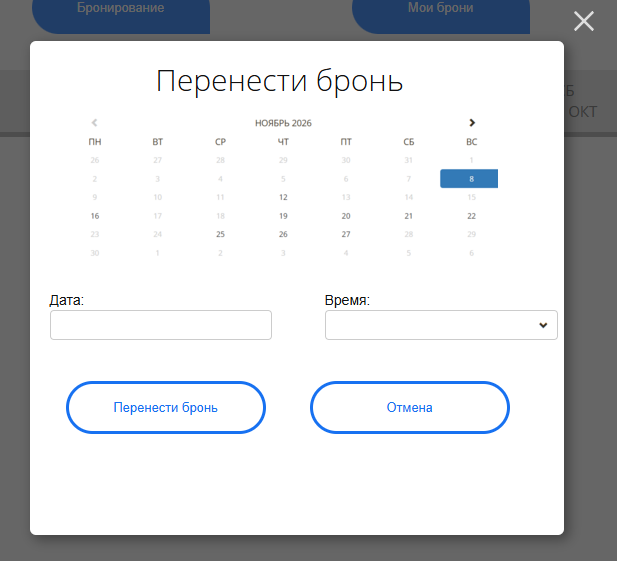 Бронирование Мои брони
Б
ОКТ
Перенести бронь
НОЯБРЬ 2026
ПН ВТ СР ЧТ ПТ СБ ВС
26 27 28 29 30 31 1
2 3 4 5 6 7 8
9 10 11 12 13 14 15
16 17 18 19 20 21 22
23 24 25 26 27 28 29
30 1 2 3 4 5 6
Дата: Время:
Перенести бронь Отмена